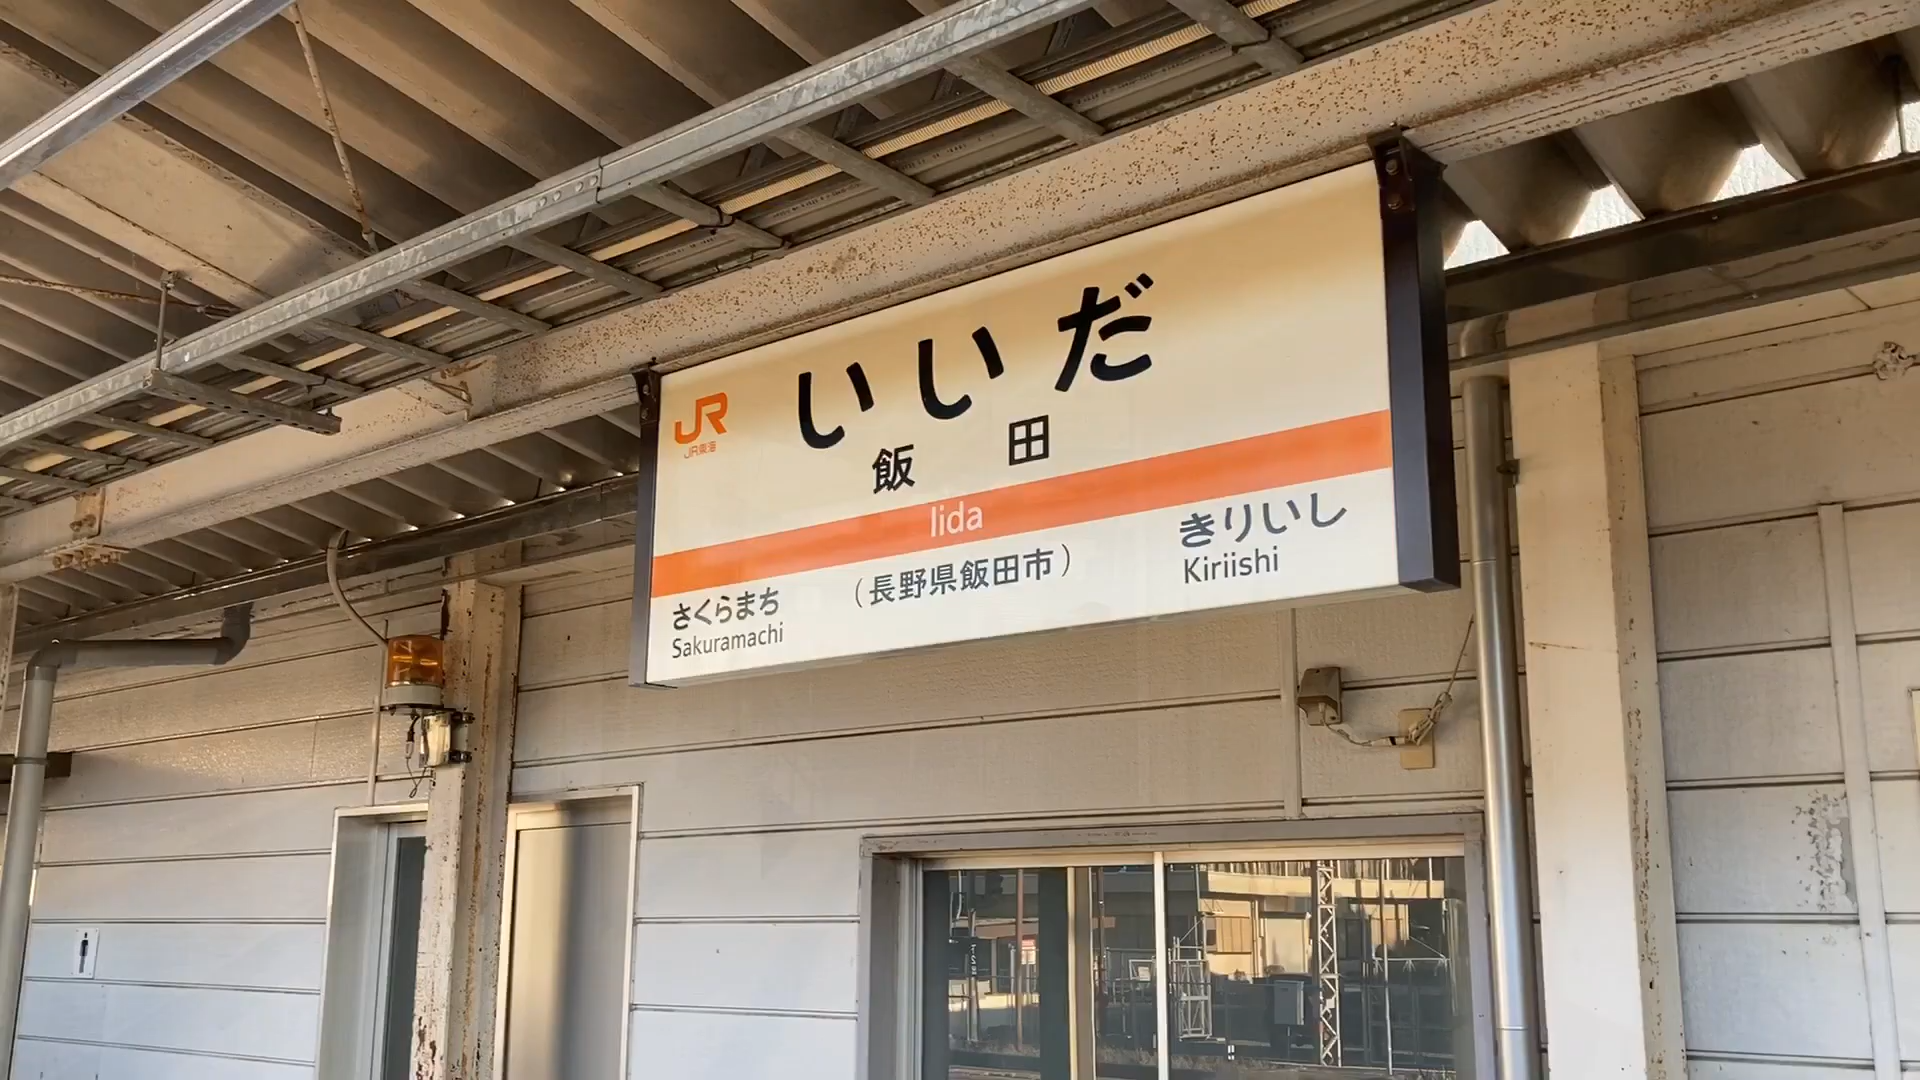 JR
JR東海
いいだ
飯田
Iida
(長野県飯田市)
さくらまち
Sakuramachi
きりいし
Kiriishi